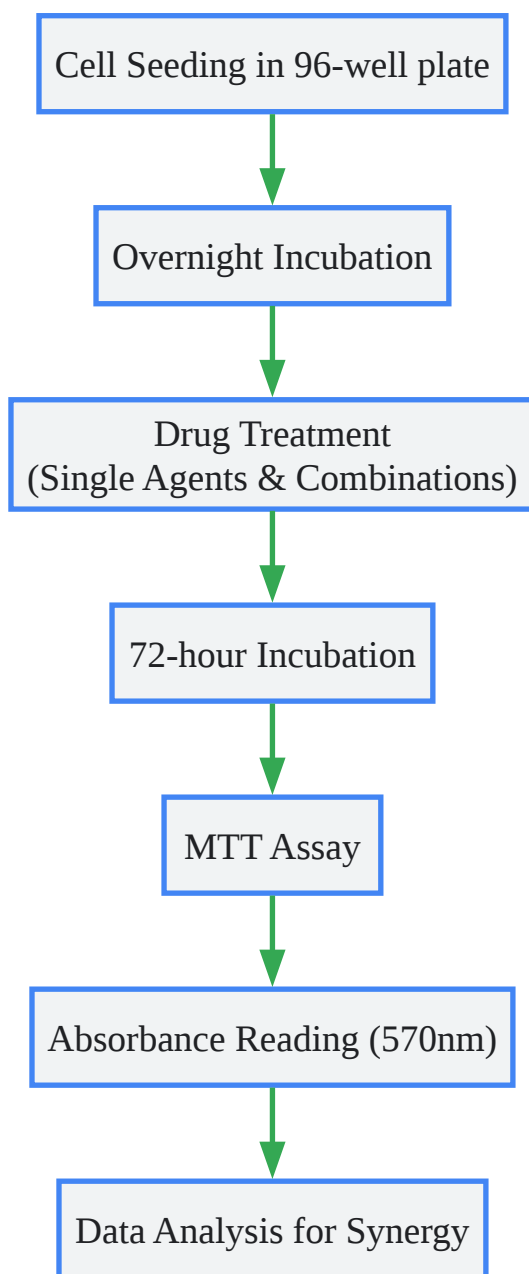 Cell Seeding in 96-well plate
Overnight Incubation
Drug Treatment
(Single Agents & Combinations)
72-hour Incubation
MTT Assay
Absorbance Reading (570nm)
Data Analysis for Synergy